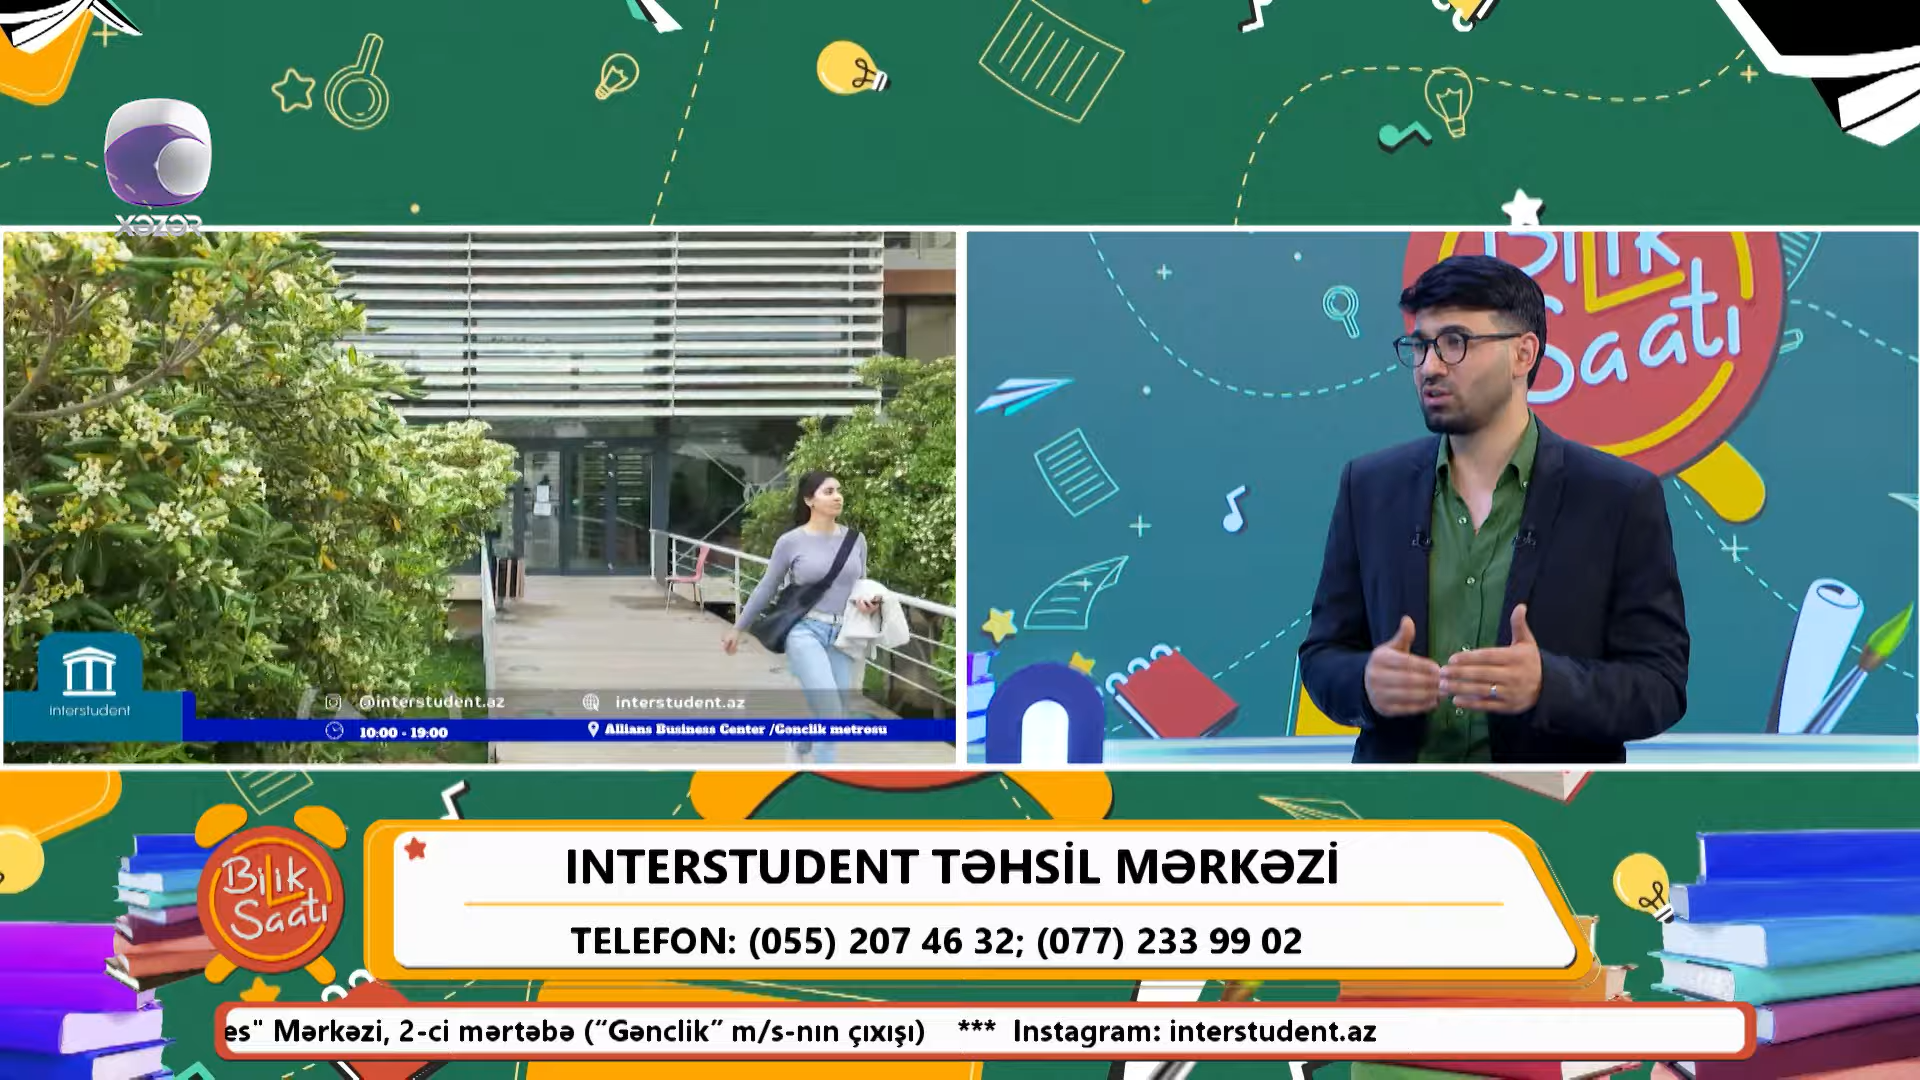 XƏZƏR
Bilik
Saatı
interstudent
@interstudent.az
interstudent.az
10:00 - 19:00
Allians Business Center /Gənclik metrosu
Bilik
Saatı
INTERSTUDENT TƏHSİL MƏRKƏZİ
TELEFON: (055) 207 46 32; (077) 233 99 02
es" Mərkəzi, 2-ci mərtəbə (“Gənclik” m/s-nın çıxışı) *** Instagram: interstudent.az